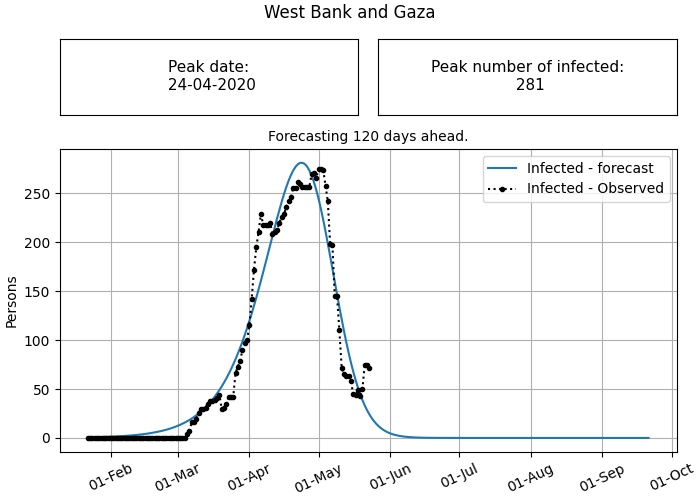 West Bank and Gaza
Peak date:
24-04-2020
Peak number of infected:
281
Forecasting 120 days ahead.
Infected - forecast
Infected - Observed
Persons
250
200
150
100
50
0
01-Feb
01-Mar
01-Apr
01-May
01-Jun
01-Jul
01-Aug
01-Sep
01-Oct